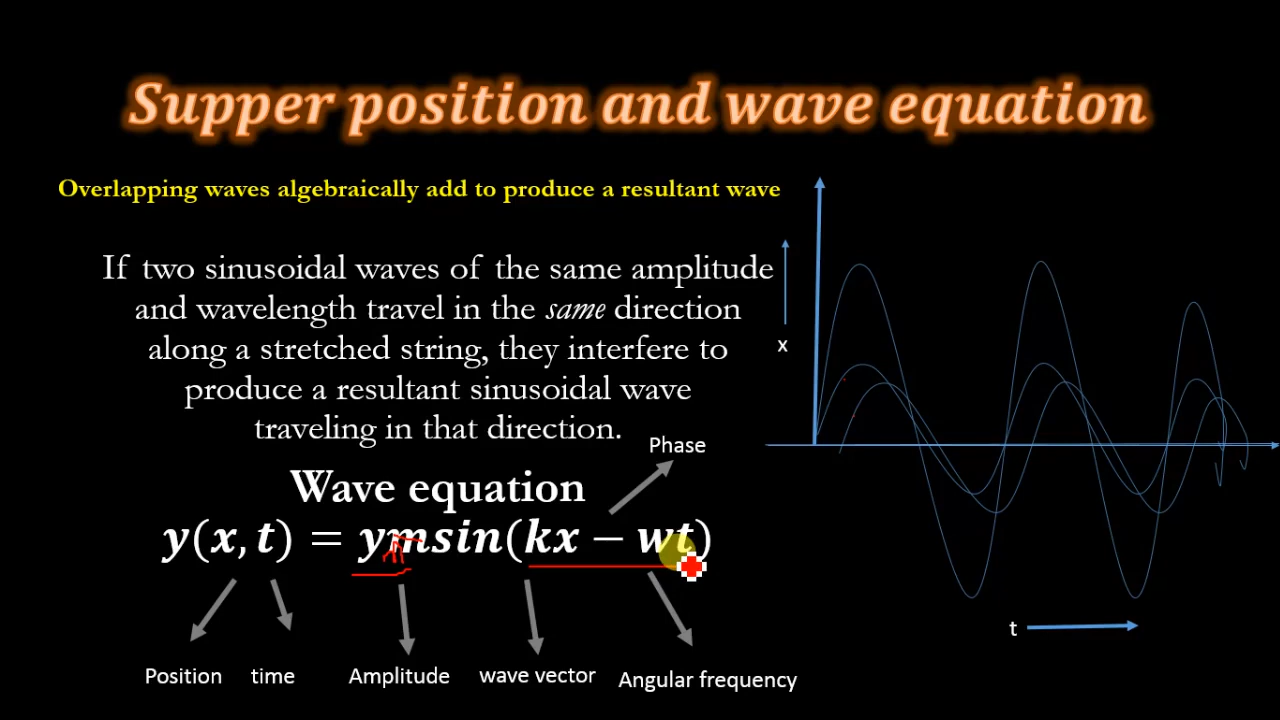 Supper position and wave equation
Overlapping waves algebraically add to produce a resultant wave
If two sinusoidal waves of the same amplitude
and wavelength travel in the same direction
along a stretched string, they interfere to
produce a resultant sinusoidal wave
traveling in that direction.
Phase
Wave equation
y(x, t) = ymsin(kx − wt)
Position time Amplitude wave vector Angular frequency
x
t